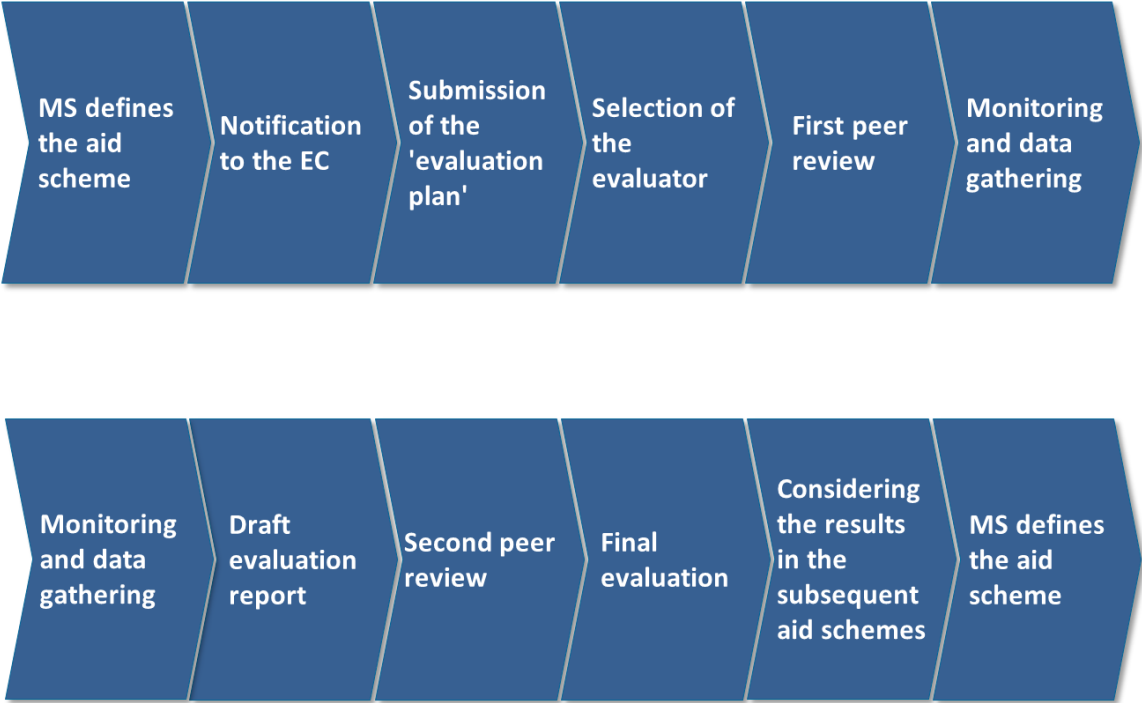 MS defines
the aid
scheme
Notification
to the EC
Submission
of the
'evaluation
plan'
Selection of
the
evaluator
First peer
review
Monitoring
and data
gathering
Monitoring
and data
gathering
Draft
evaluation
report
Second peer
review
Final
evaluation
Considering
the results
in the
subsequent
aid schemes
MS defines
the aid
scheme